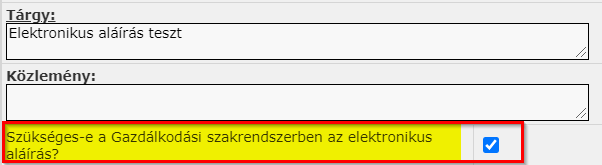 Tárgy:
Elektronikus aláírás teszt
Közlemény:
Szükséges-e a Gazdálkodási szakrendszerben az elektronikus
aláírás?